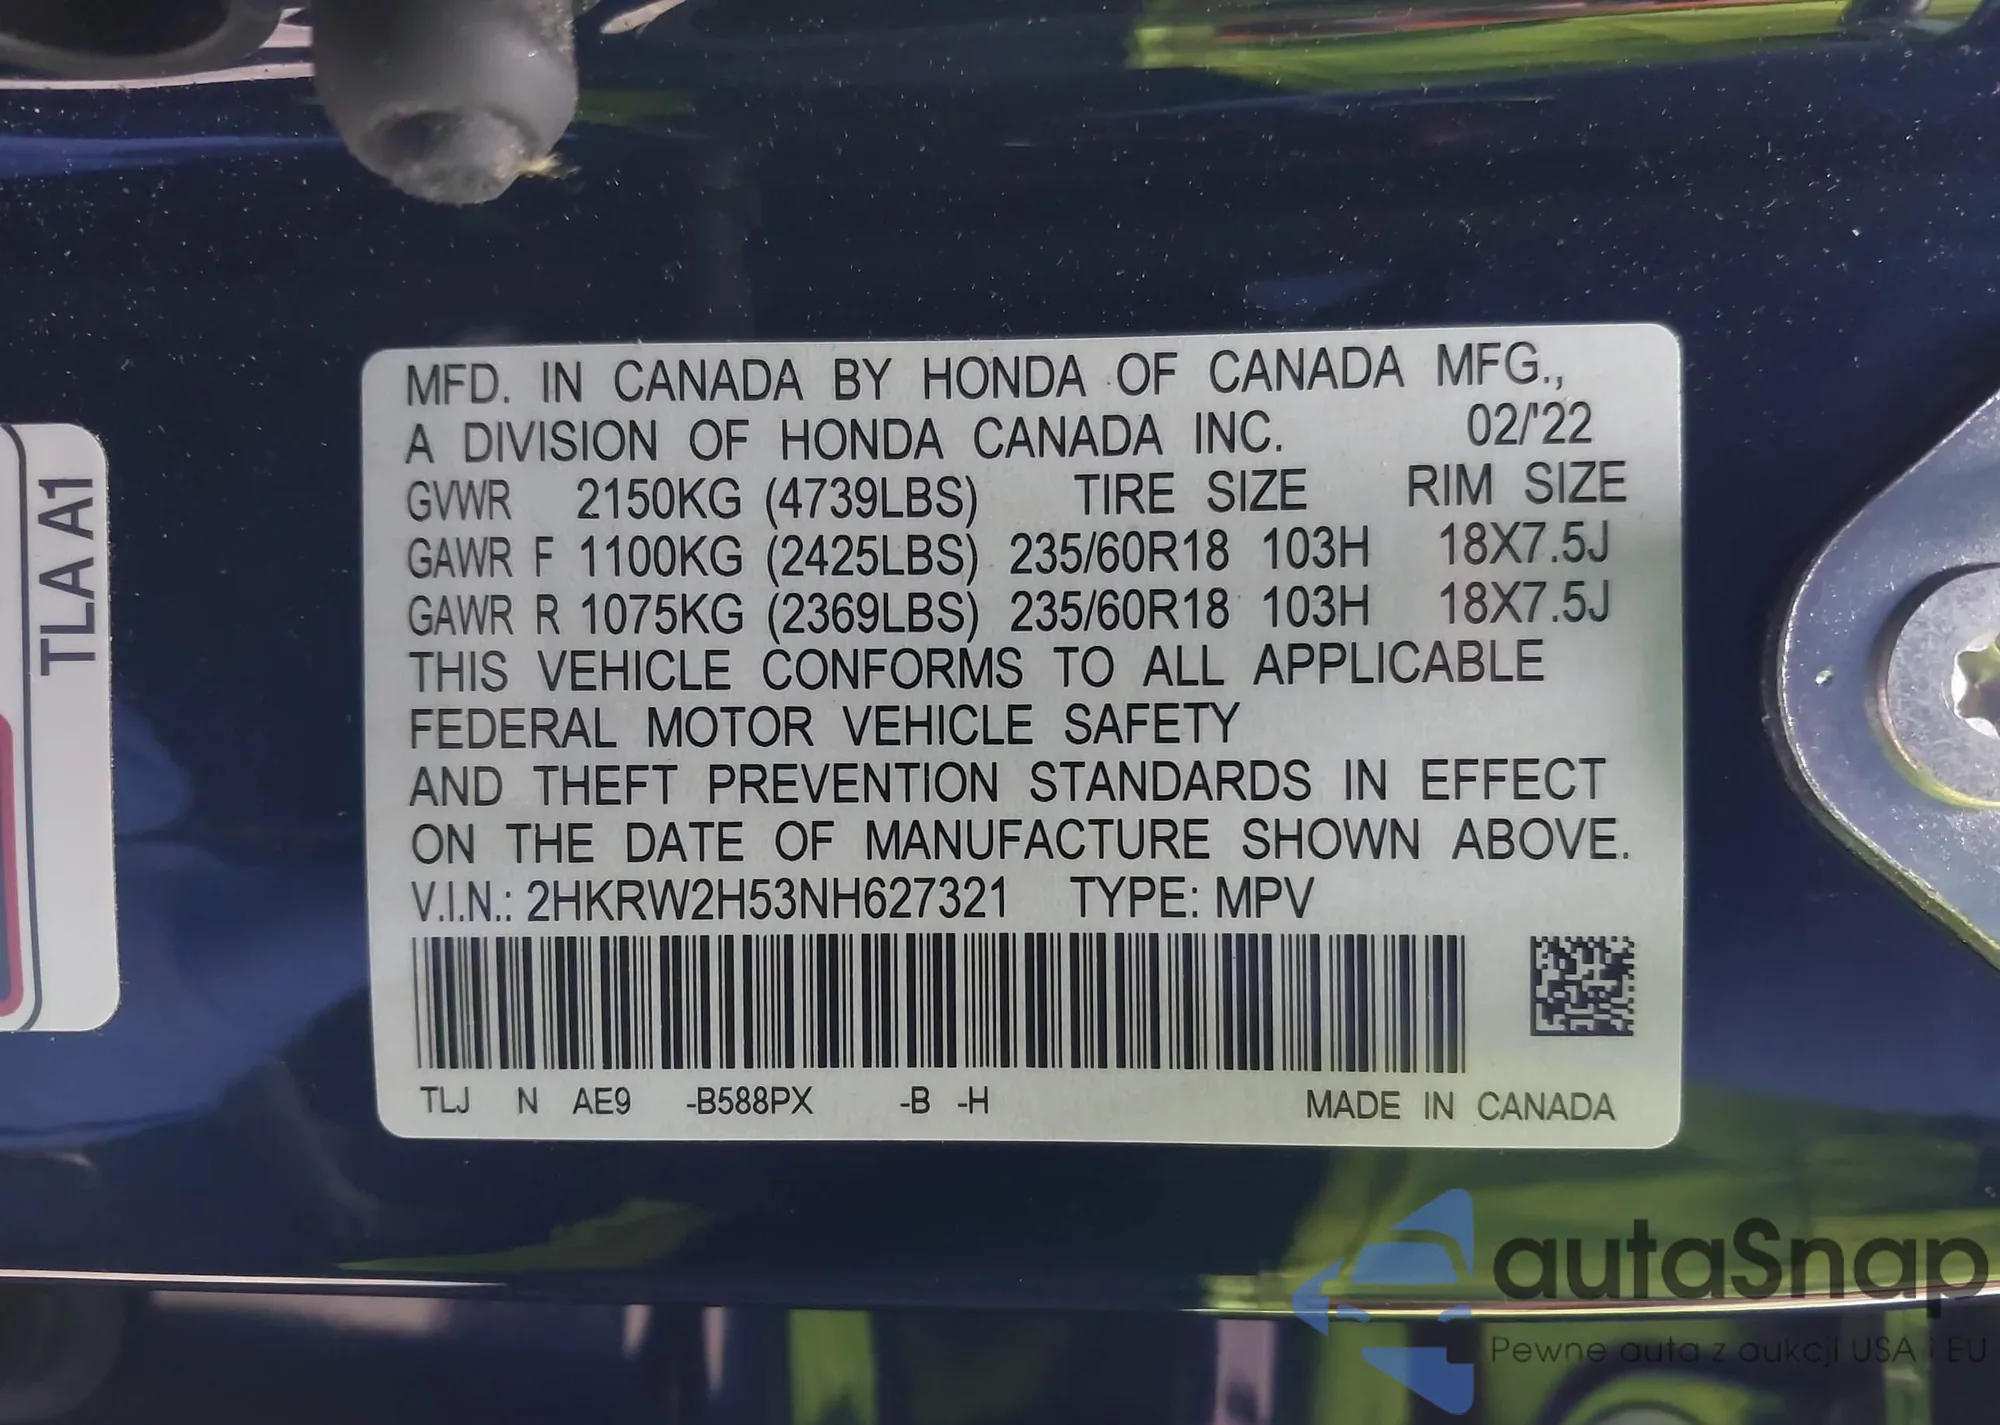 MFD. IN CANADA BY HONDA OF CANADA MFG.,
A DIVISION OF HONDA CANADA INC. 02/'22
GVWR 2150KG (4739LBS) TIRE SIZE RIM SIZE
GAWR F 1100KG (2425LBS) 235/60R18 103H 18X7.5J
GAWR R 1075KG (2369LBS) 235/60R18 103H 18X7.5J
THIS VEHICLE CONFORMS TO ALL APPLICABLE
FEDERAL MOTOR VEHICLE SAFETY
AND THEFT PREVENTION STANDARDS IN EFFECT
ON THE DATE OF MANUFACTURE SHOWN ABOVE.
V.I.N.: 2HKRW2H53NH627321 TYPE: MPV
TLJ N AE9 -B588PX -B -H MADE IN CANADA
TLA A1
autaSnap
Pewne auta z aukcji USA i EU